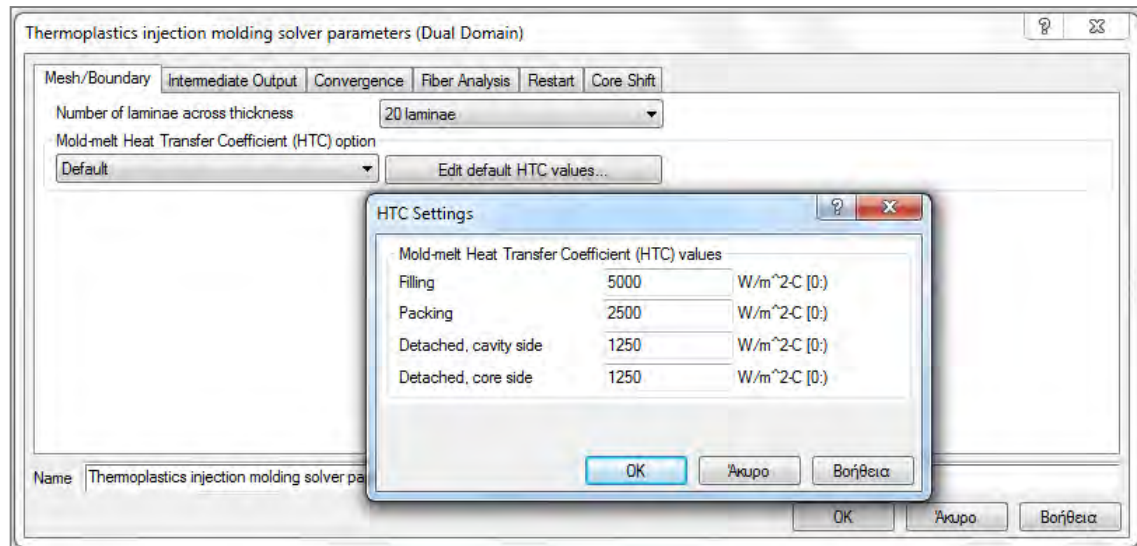 Thermoplastics injection molding solver parameters (Dual Domain)
Mesh/Boundary Intermediate Output Convergence Fiber Analysis Restart Core Shift
Number of laminae across thickness 20 laminae
Mold-melt Heat Transfer Coefficient (HTC) option
Default Edit default HTC values...
HTC Settings
Mold-melt Heat Transfer Coefficient (HTC) values
Filling 5000 W/m^2-C [0:)
Packing 2500 W/m^2-C [0:)
Detached, cavity side 1250 W/m^2-C [0:)
Detached, core side 1250 W/m^2-C [0:)
OK Άκυρο Βοήθεια
Name Thermoplastics injection molding solver pa
OK Άκυρο Βοήθεια